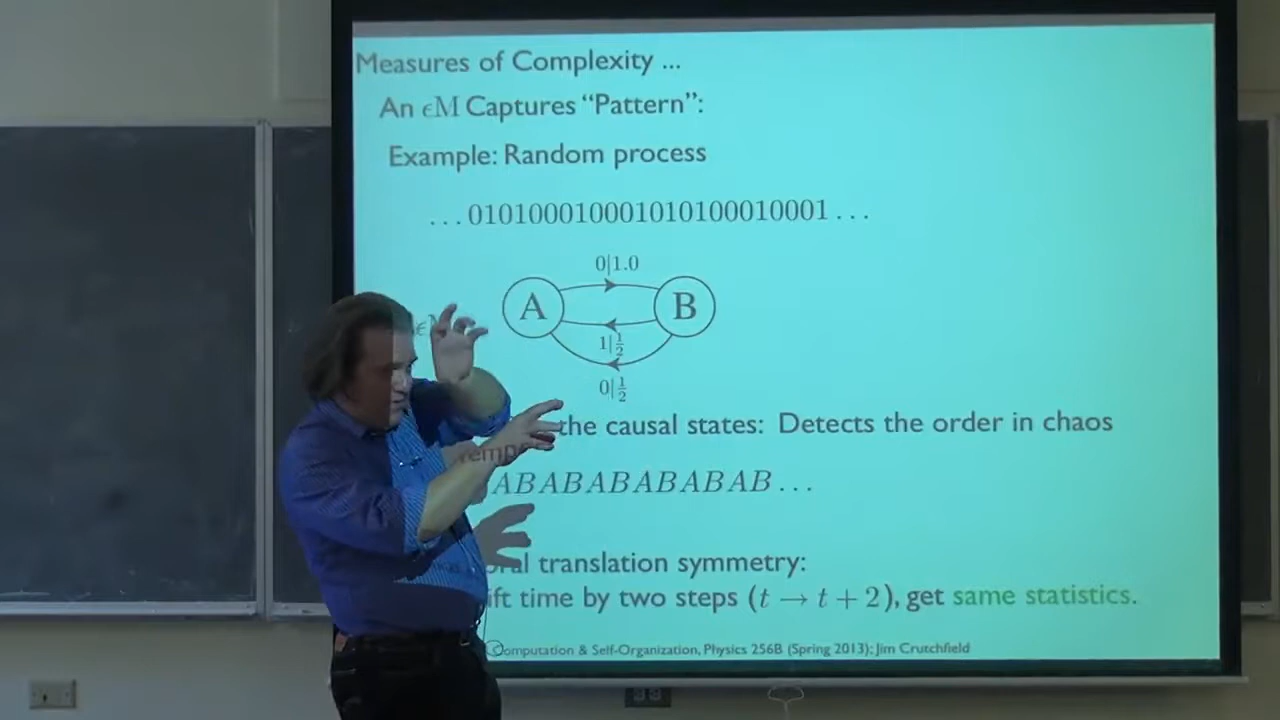 Measures of Complexity ...
An ϵM Captures “Pattern”:
Example: Random process
...010100010001010100010001...
0|1.0
A B
1|½
0|½
the causal states: Detects the order in chaos
ABABABABABAB...
translation symmetry:
time by two steps (t → t + 2), get same statistics.
Computation & Self-Organization, Physics 256B (Spring 2013); Jim Crutchfield